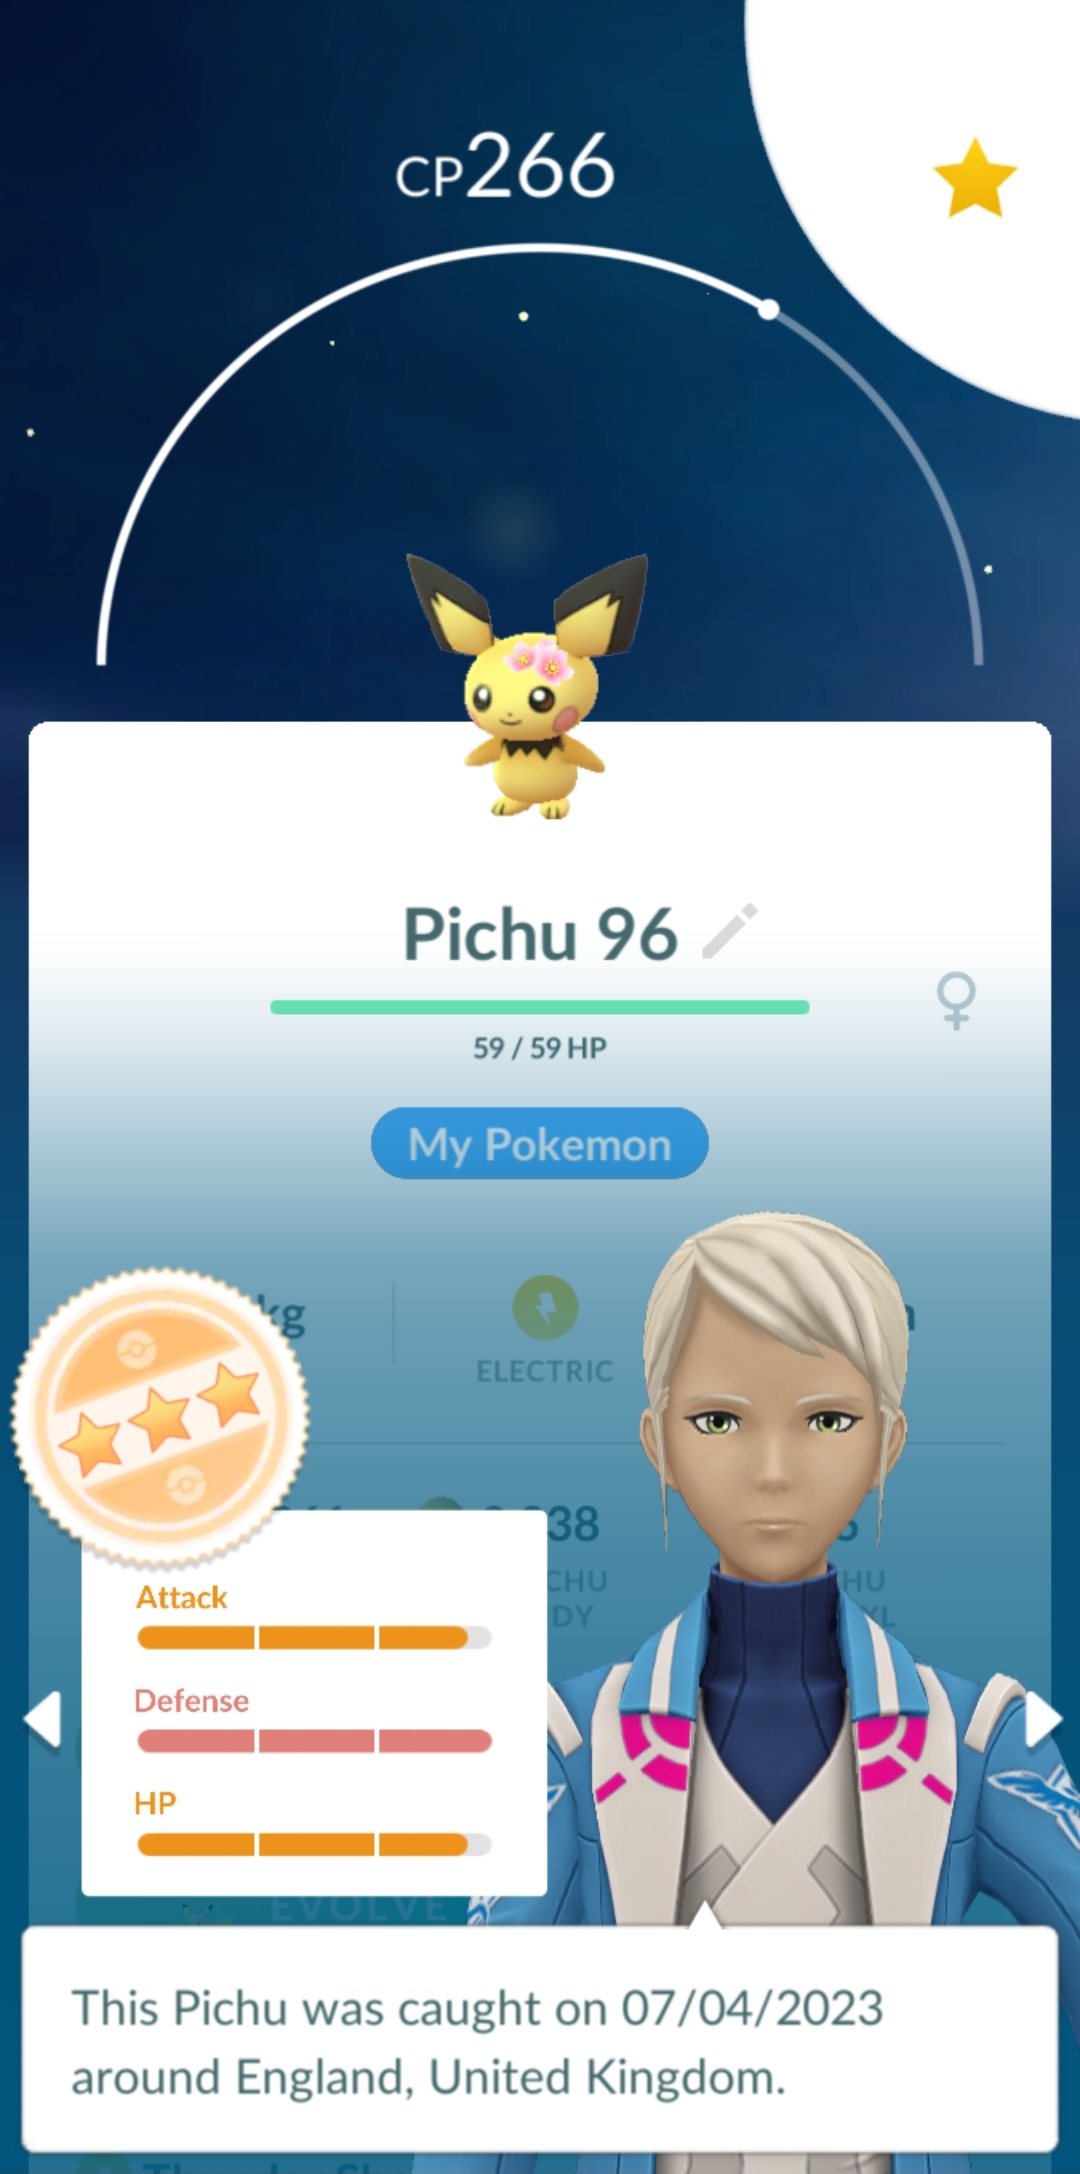 CP266
Pichu 96
59 / 59 HP
My Pokemon
kg
ELECTRIC
38
CHU
HU
DY
XL
Attack
Defense
HP
EVOLVE
This Pichu was caught on 07/04/2023
around England, United Kingdom.